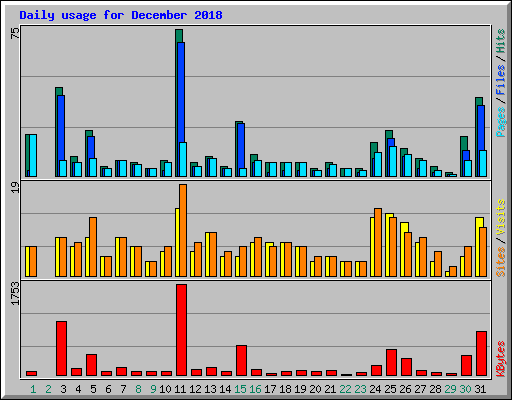 Daily usage for December 2018
75
Pages / Files / Hits
19
Sites / Visits
1753
KBytes
1 2 3 4 5 6 7 8 9 10 11 12 13 14 15 16 17 18 19 20 21 22 23 24 25 26 27 28 29 30 31